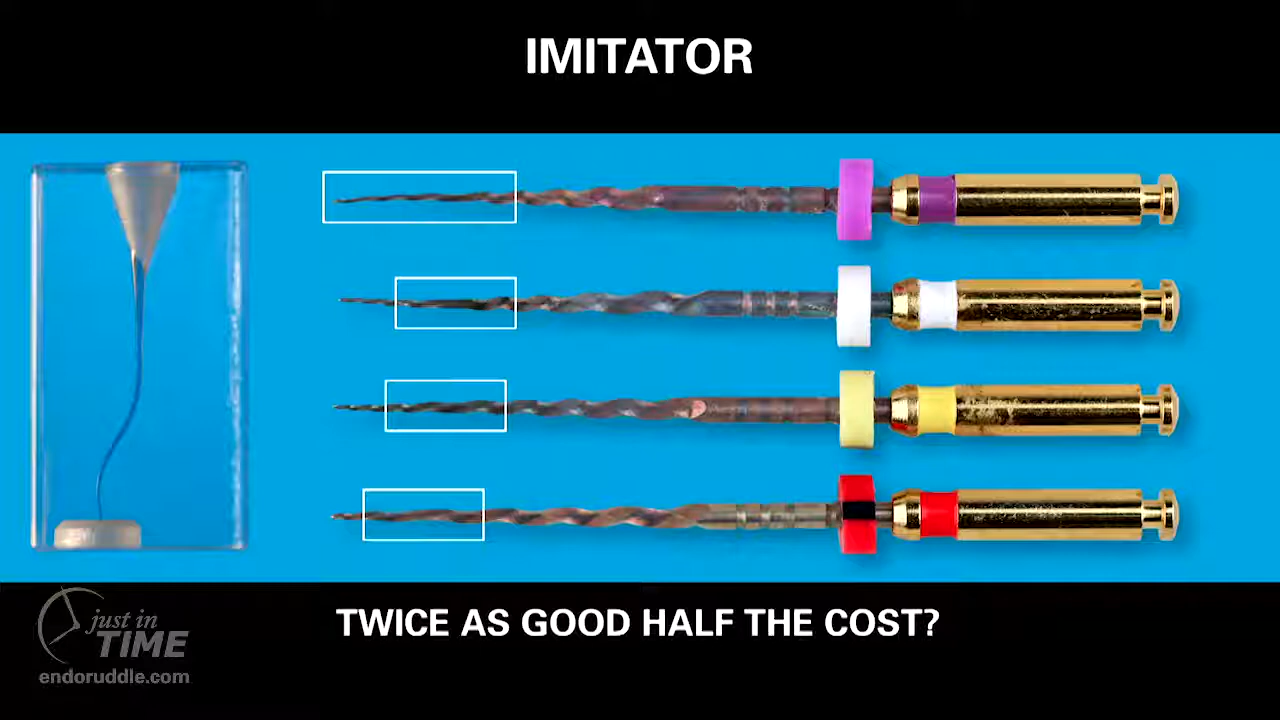 IMITATOR
TWICE AS GOOD HALF THE COST?
just in
TIME
endoruddle.com